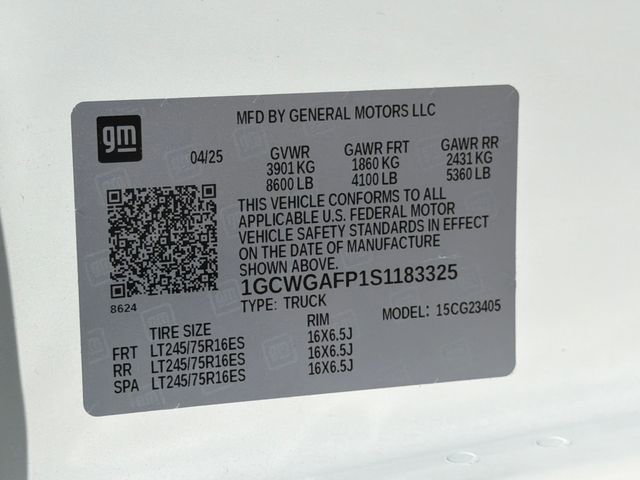 gm
MFD BY GENERAL MOTORS LLC
04/25 GVWR GAWR FRT GAWR RR
3901 KG 1860 KG 2431 KG
8600 LB 4100 LB 5360 LB
THIS VEHICLE CONFORMS TO ALL
APPLICABLE U.S. FEDERAL MOTOR
VEHICLE SAFETY STANDARDS IN EFFECT
ON THE DATE OF MANUFACTURE
SHOWN ABOVE.
1GCWGAFP1S1183325
8624
TYPE: TRUCK MODEL: 15CG23405
TIRE SIZE RIM
FRT LT245/75R16ES 16X6.5J
RR LT245/75R16ES 16X6.5J
SPA LT245/75R16ES 16X6.5J